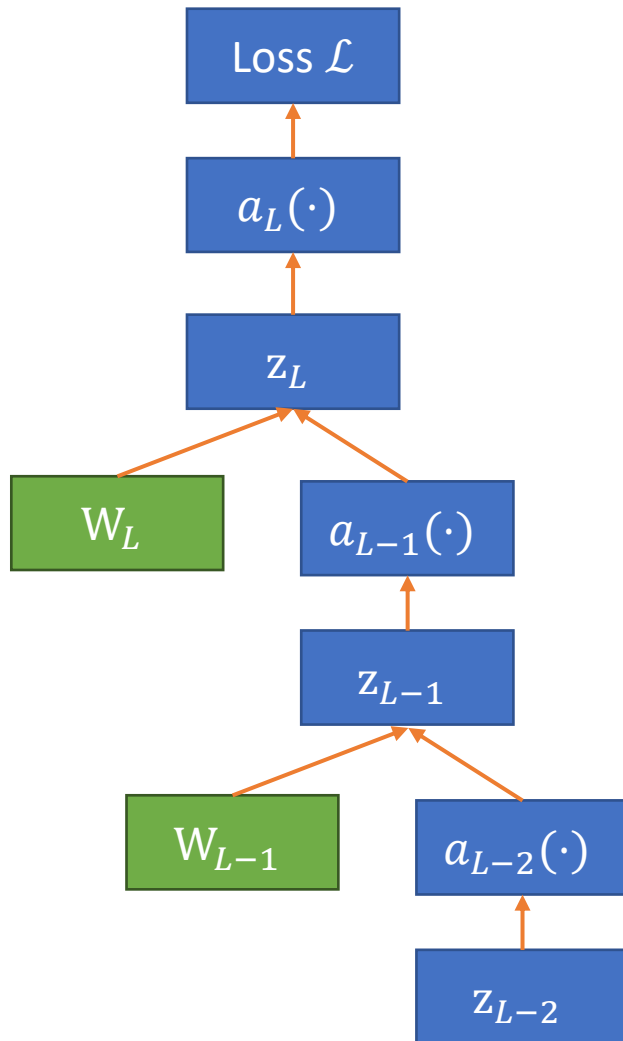 Loss ℒ
a_L(·)
z_L
W_L
a_{L−1}(·)
z_{L−1}
W_{L−1}
a_{L−2}(·)
z_{L−2}